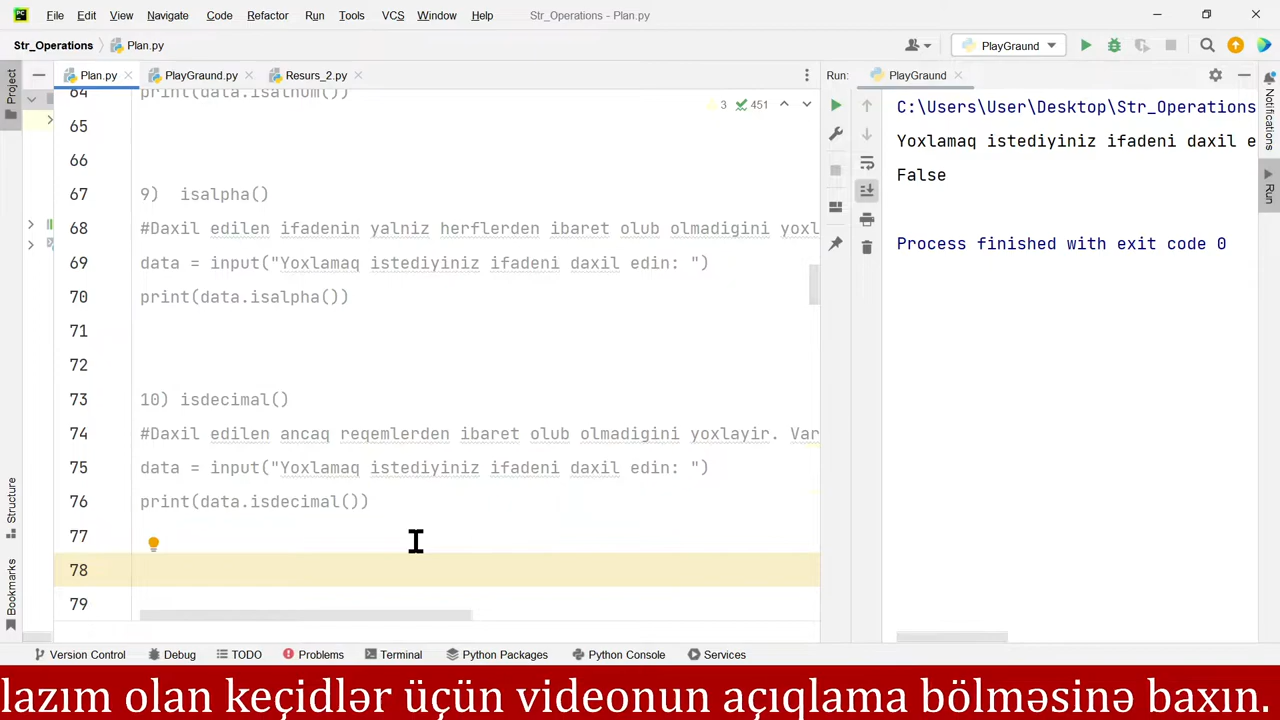 File Edit View Navigate Code Refactor Run Tools VCS Window Help Str_Operations - Plan.py
Str_Operations Plan.py PlayGround
Plan.py PlayGround.py Resurs_2.py Run: PlayGround
3 451
64 print(data.isalnum())
65
66
67 9) isalpha()
68 #Daxil edilen ifadenin yalniz herflerden ibaret olub olmadigini yoxl
69 data = input("Yoxlamaq istediyiniz ifadeni daxil edin: ")
70 print(data.isalpha())
71
72
73 10) isdecimal()
74 #Daxil edilen ancaq reqemlerden ibaret olub olmadigini yoxlayir. Var
75 data = input("Yoxlamaq istediyiniz ifadeni daxil edin: ")
76 print(data.isdecimal())
77
78
79
C:\Users\User\Desktop\Str_Operations
Yoxlamaq istediyiniz ifadeni daxil e
False
Process finished with exit code 0
Project
Structure
Bookmarks
Notifications
Run
Version Control Debug TODO Problems Terminal Python Packages Python Console Services
lazım olan keçidlər üçün videonun açıqlama bölməsinə baxın.